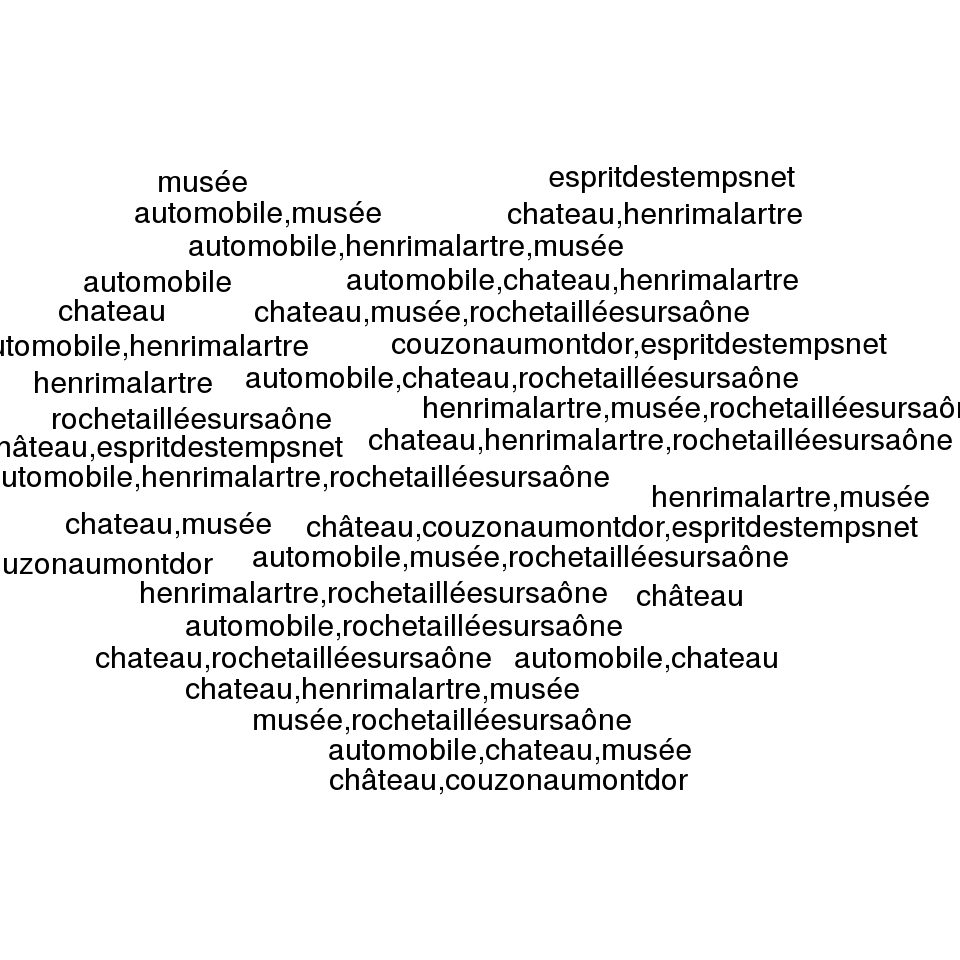 musée
espritdestempsnet
automobile,musée
chateau,henrimalartre
automobile,henrimalartre,musée
automobile
automobile,chateau,henrimalartre
chateau
chateau,musée,rochetailléesursaône
utomobile,henrimalartre
couzonaumontdor,espritdestempsnet
henrimalartre
automobile,chateau,rochetailléesursaône
henrimalartre,musée,rochetailléesursaôn
rochetailléesursaône
chateau,henrimalartre,rochetailléesursaône
hâteau,espritdestempsnet
utomobile,henrimalartre,rochetailléesursaône
henrimalartre,musée
chateau,musée
château,couzonaumontdor,espritdestempsnet
ouzonaumontdor
automobile,musée,rochetailléesursaône
henrimalartre,rochetailléesursaône
château
automobile,rochetailléesursaône
chateau,rochetailléesursaône
automobile,chateau
chateau,henrimalartre,musée
musée,rochetailléesursaône
automobile,chateau,musée
château,couzonaumontdor